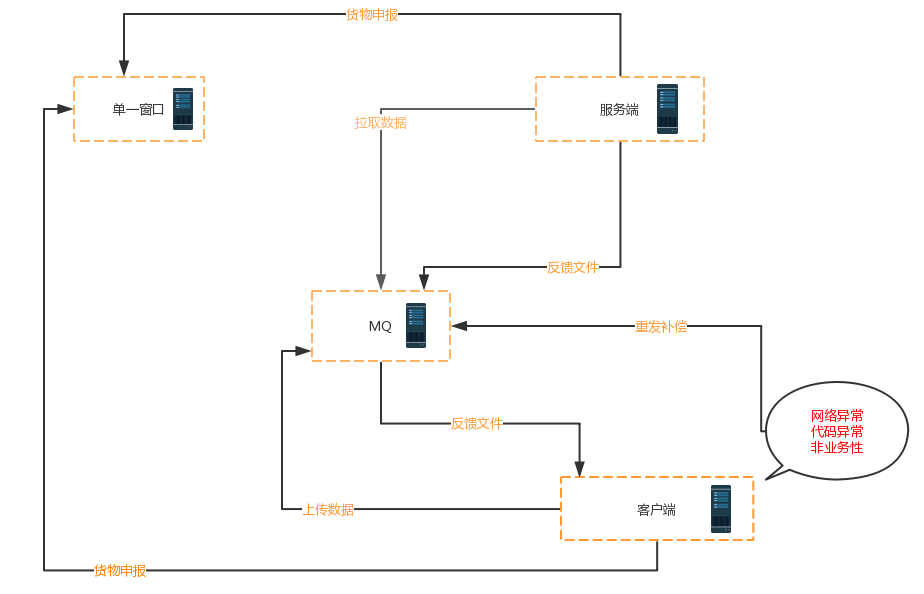 货物申报
单一窗口
服务端
拉取数据
反馈文件
MQ
重发补偿
网络异常
代码异常
非业务性
反馈文件
上传数据
客户端
货物申报